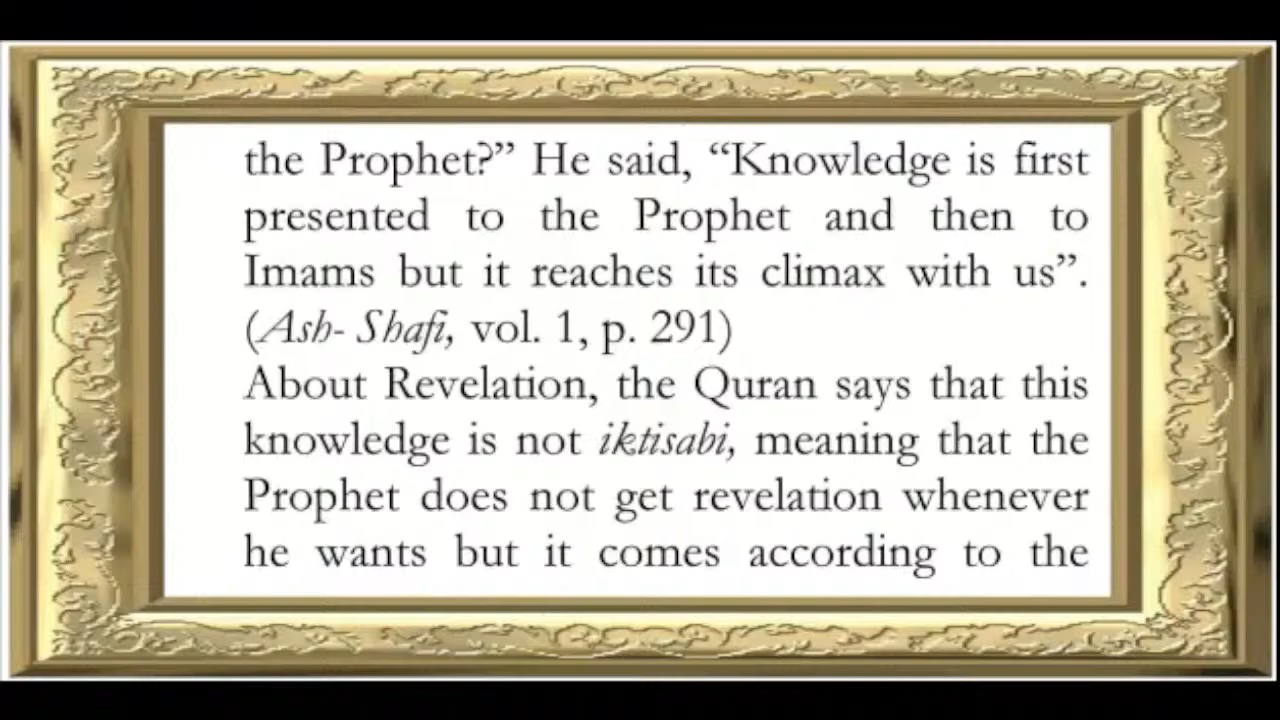 the Prophet?” He said, “Knowledge is first
presented to the Prophet and then to
Imams but it reaches its climax with us”.
(Ash- Shafi, vol. 1, p. 291)
About Revelation, the Quran says that this
knowledge is not iktisabi, meaning that the
Prophet does not get revelation whenever
he wants but it comes according to the